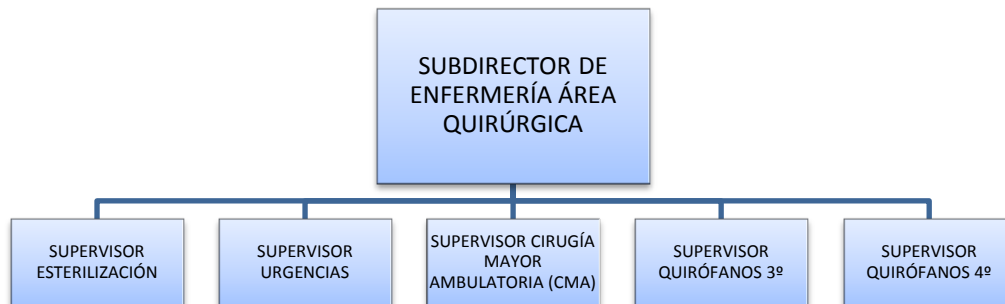 SUBDIRECTOR DE
ENFERMERÍA ÁREA
QUIRÚRGICA
SUPERVISOR
ESTERILIZACIÓN
SUPERVISOR
URGENCIAS
SUPERVISOR CIRUGÍA
MAYOR
AMBULATORIA (CMA)
SUPERVISOR
QUIRÓFANOS 3º
SUPERVISOR
QUIRÓFANOS 4º